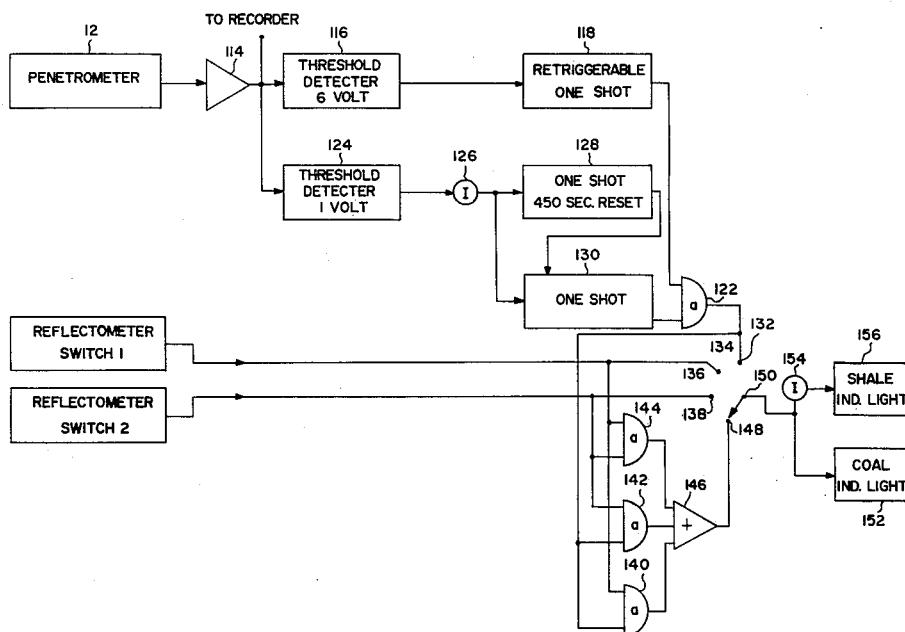 TO RECORDER
12
114
116
118
PENETROMETER
THRESHOLD
DETECTER
6 VOLT
RETRIGGERABLE
ONE SHOT
124
126
128
THRESHOLD
DETECTER
1 VOLT
I
ONE SHOT
450 SEC. RESET
130
ONE SHOT
a
122
REFLECTOMETER
SWITCH 1
134
132
136
154
156
150
I
SHALE
IND. LIGHT
REFLECTOMETER
SWITCH 2
138
144
148
a
COAL
IND. LIGHT
142
146
152
a
+
140
a